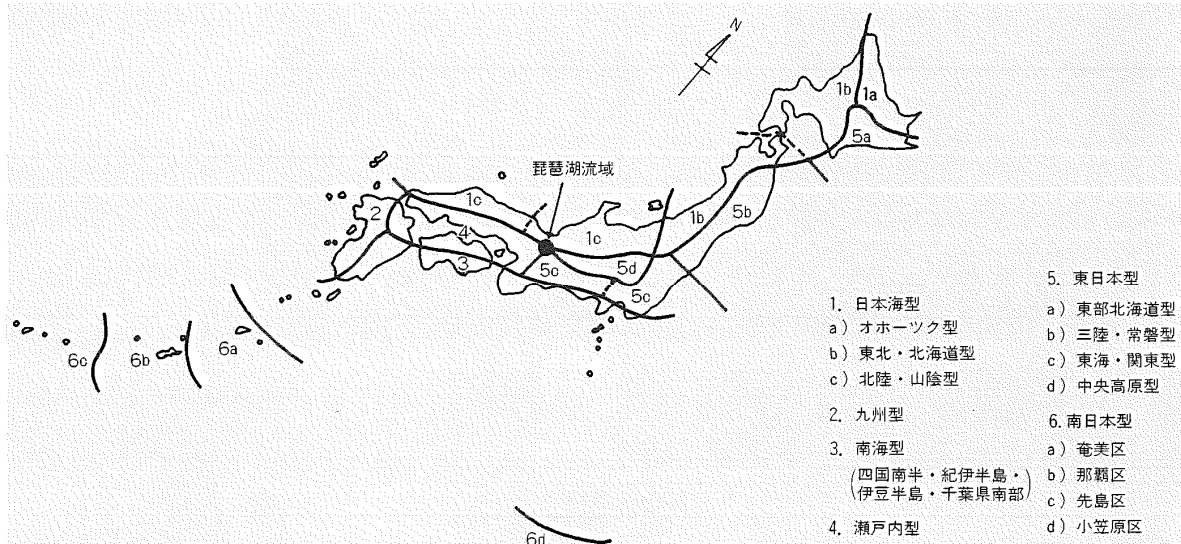 N
1b
1a
5a
琵琶湖流域
2
1c
4
3
5c
1c
5d
5c
1b
5b
6c
6b
6a
6d
1. 日本海型
a）オホーツク型
b）東北・北海道型
c）北陸・山陰型
2. 九州型
3. 南海型
（四国南半・紀伊半島・
伊豆半島・千葉県南部）
4. 瀬戸内型
5. 東日本型
a）東部北海道型
b）三陸・常磐型
c）東海・関東型
d）中央高原型
6. 南日本型
a）奄美区
b）那覇区
c）先島区
d）小笠原区